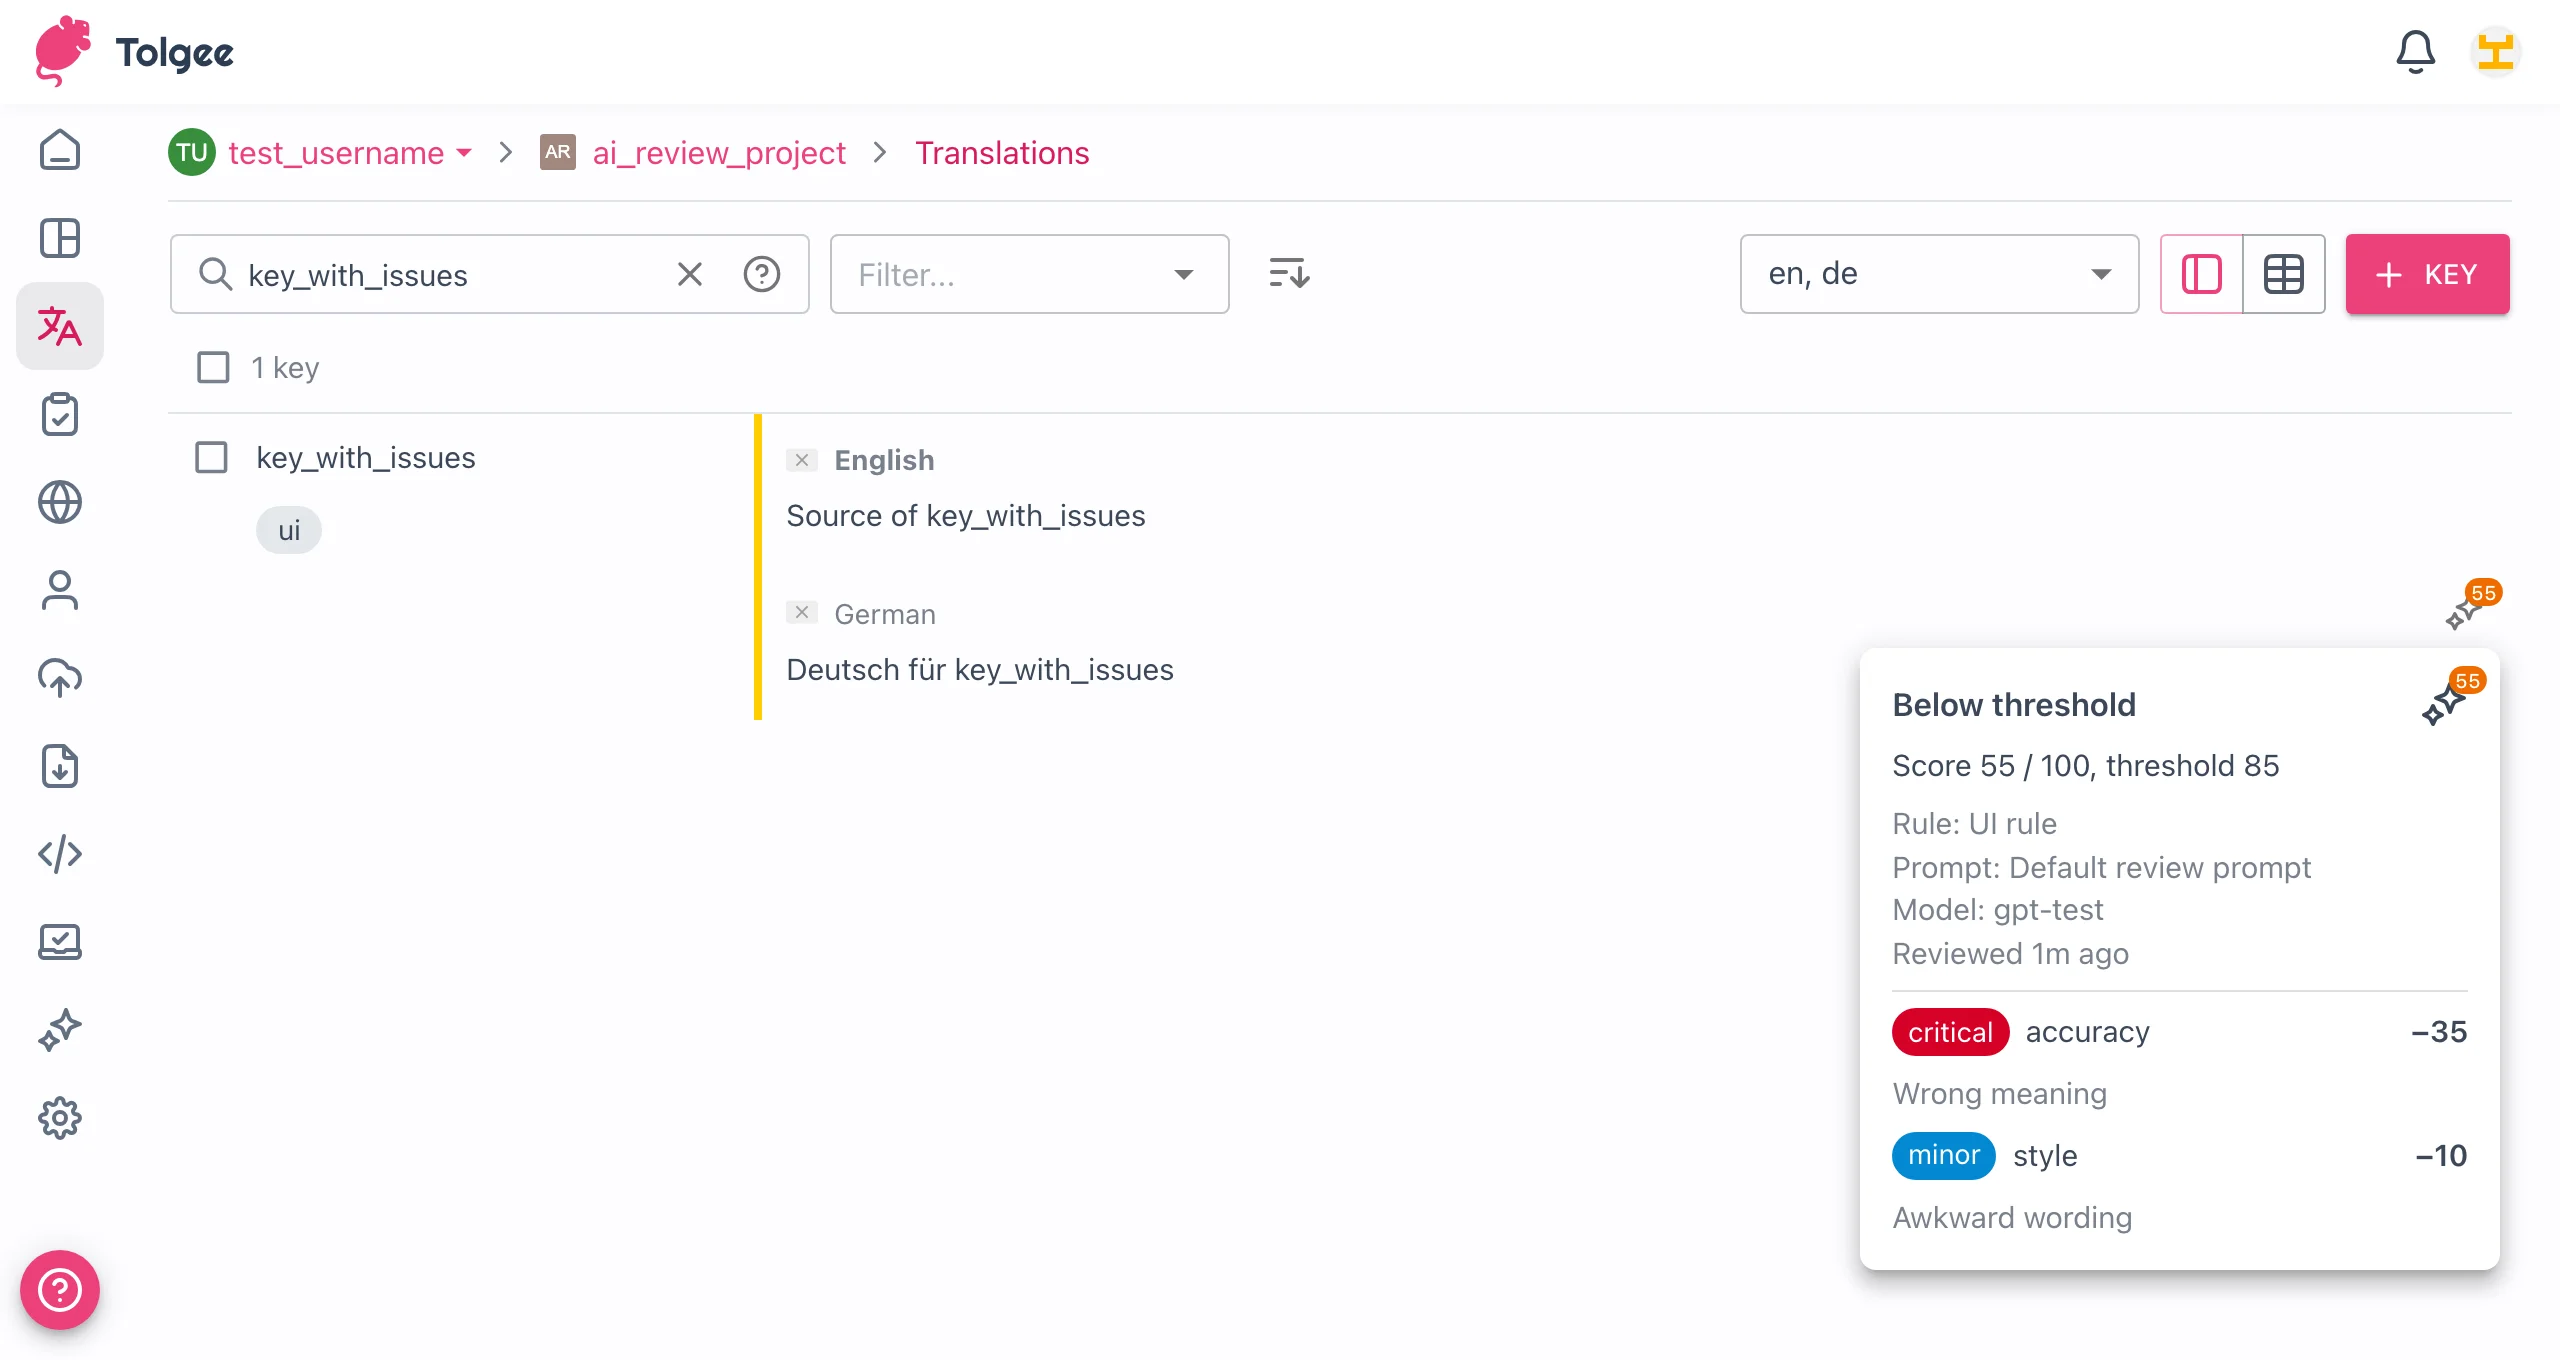 Tolgee
TU test_username AR ai_review_project Translations
key_with_issues Filter... en, de KEY
1 key
key_with_issues English
Source of key_with_issues
ui
55
German
Deutsch für key_with_issues
55
Below threshold
Score 55 / 100, threshold 85
Rule: UI rule
Prompt: Default review prompt
Model: gpt-test
Reviewed 1m ago
critical accuracy –35
Wrong meaning
minor style –10
Awkward wording